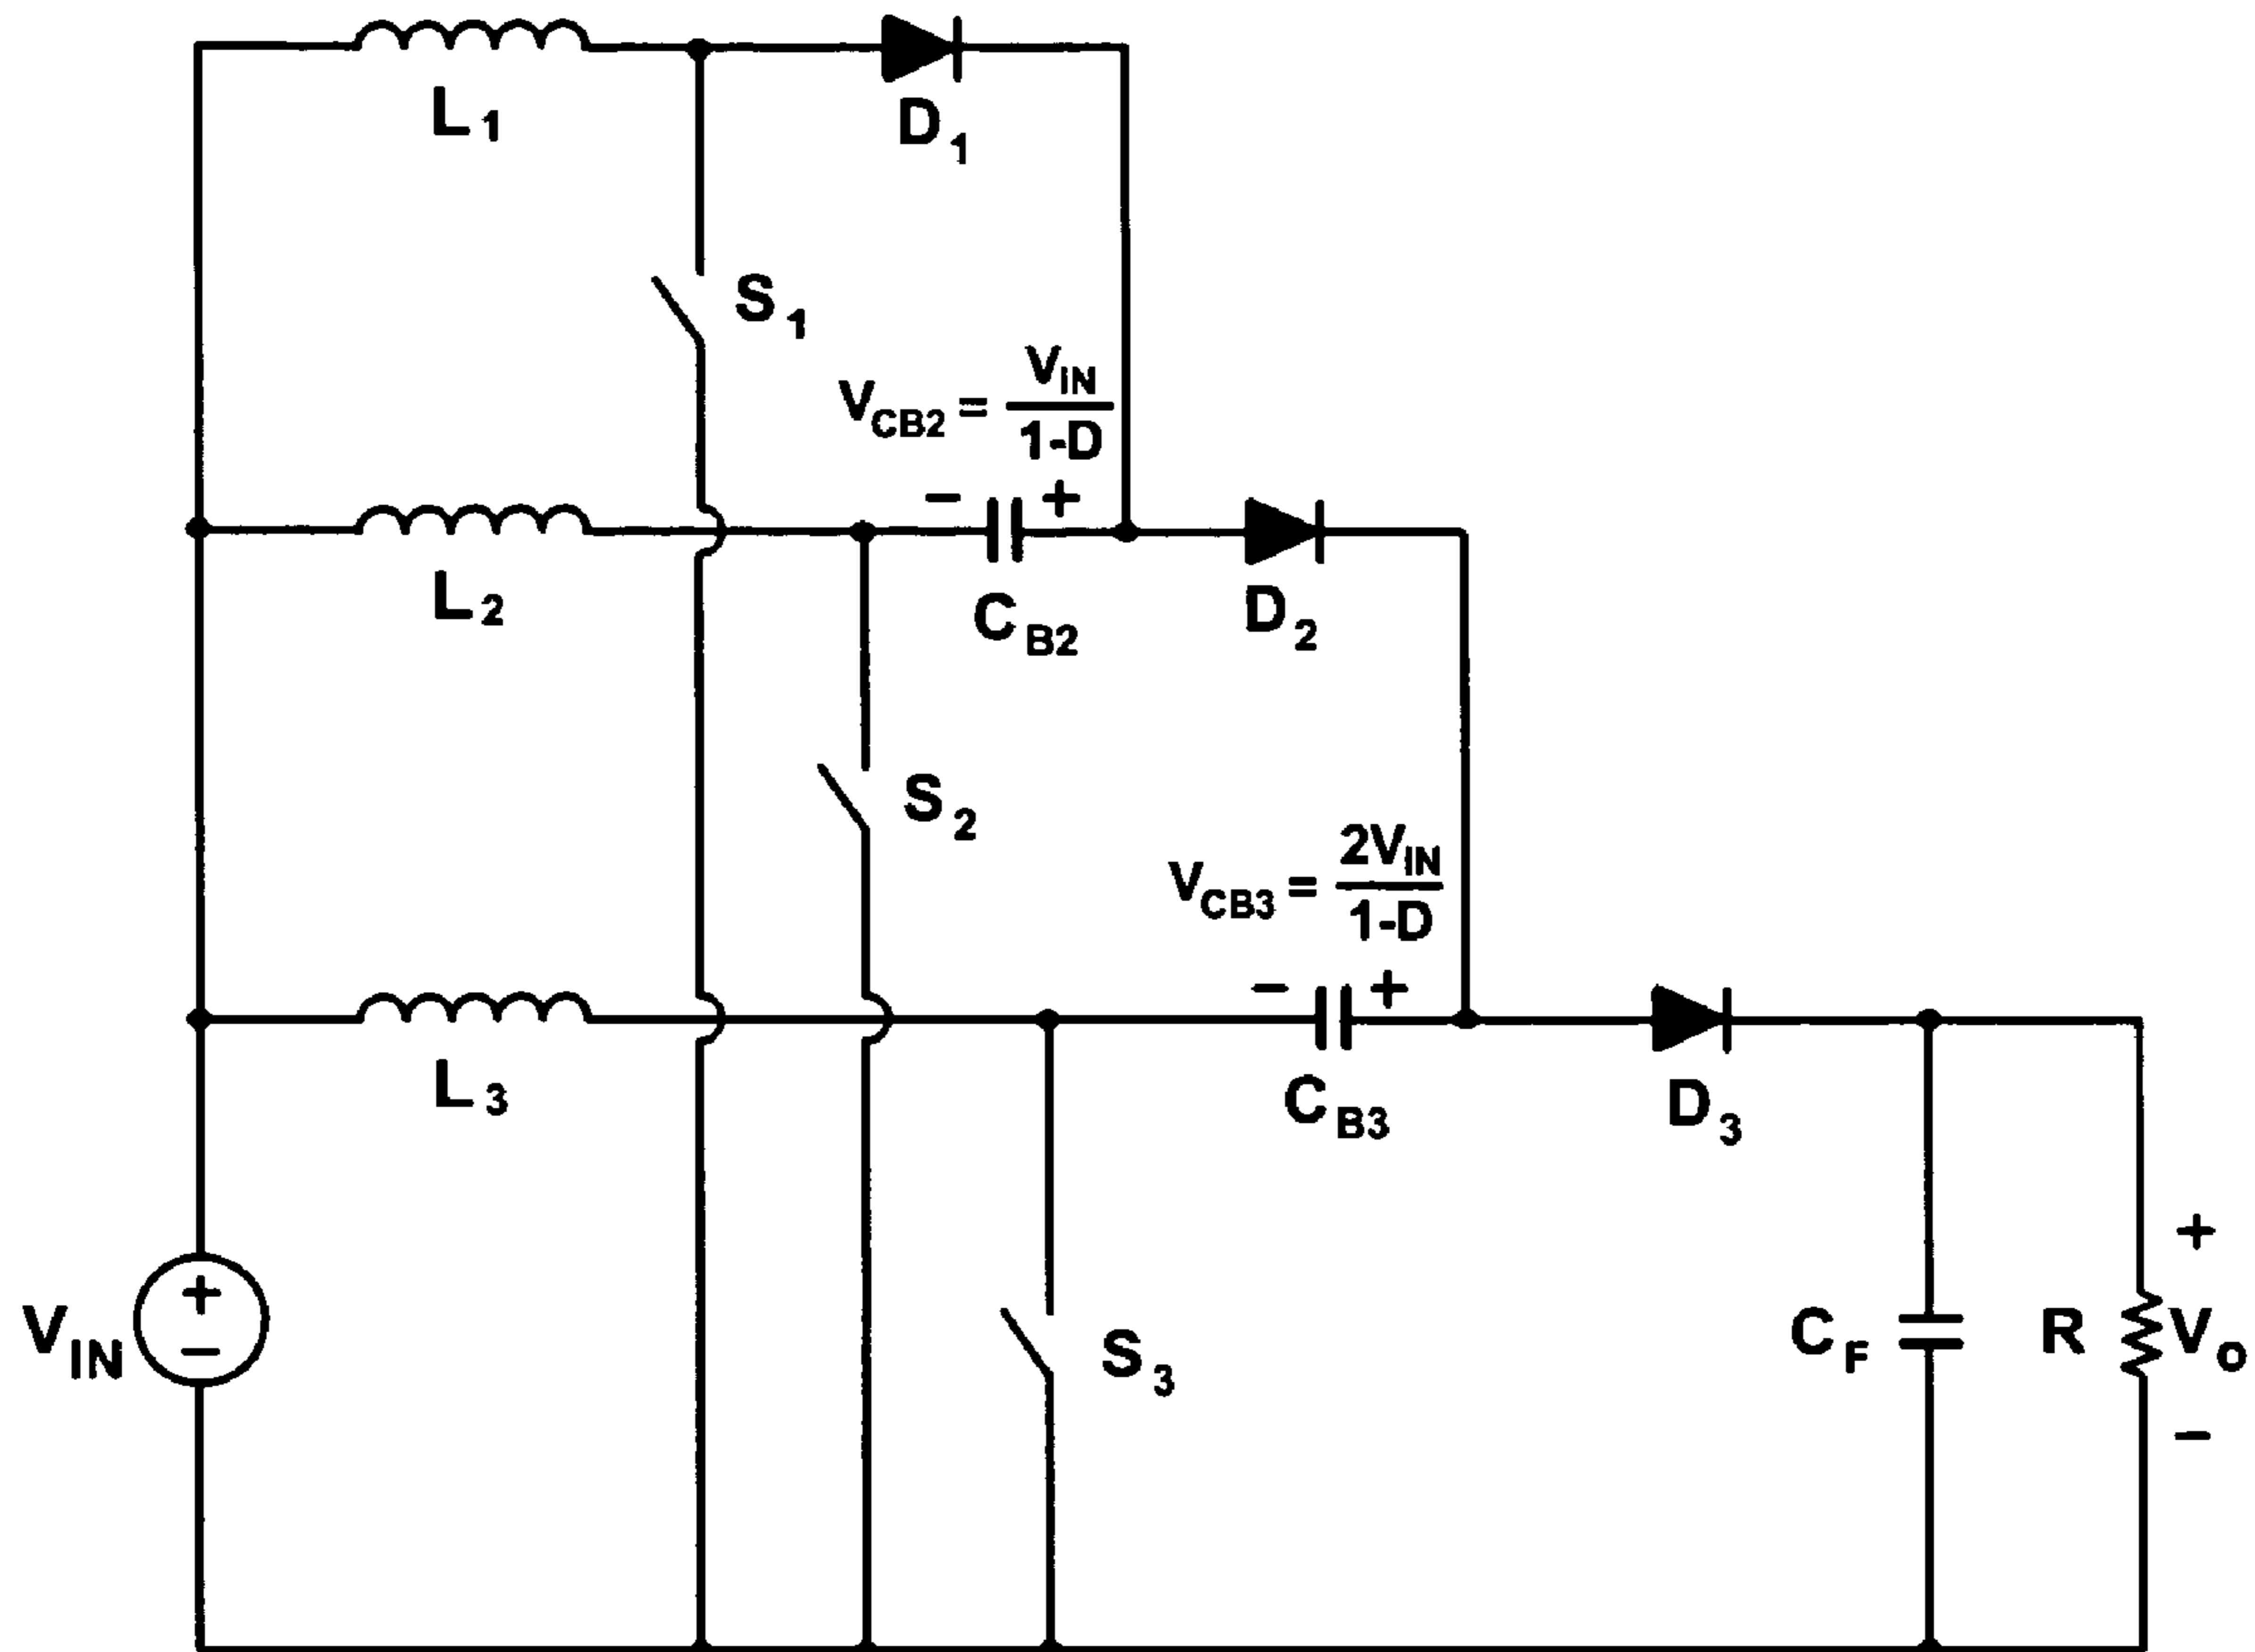 L1
D1
S1
VCB2 = VIN / 1-D
- +
L2
CB2
D2
S2
VCB3 = 2VIN / 1-D
- +
L3
CB3
D3
S3
VIN
+
-
CF
R
+
VO
-